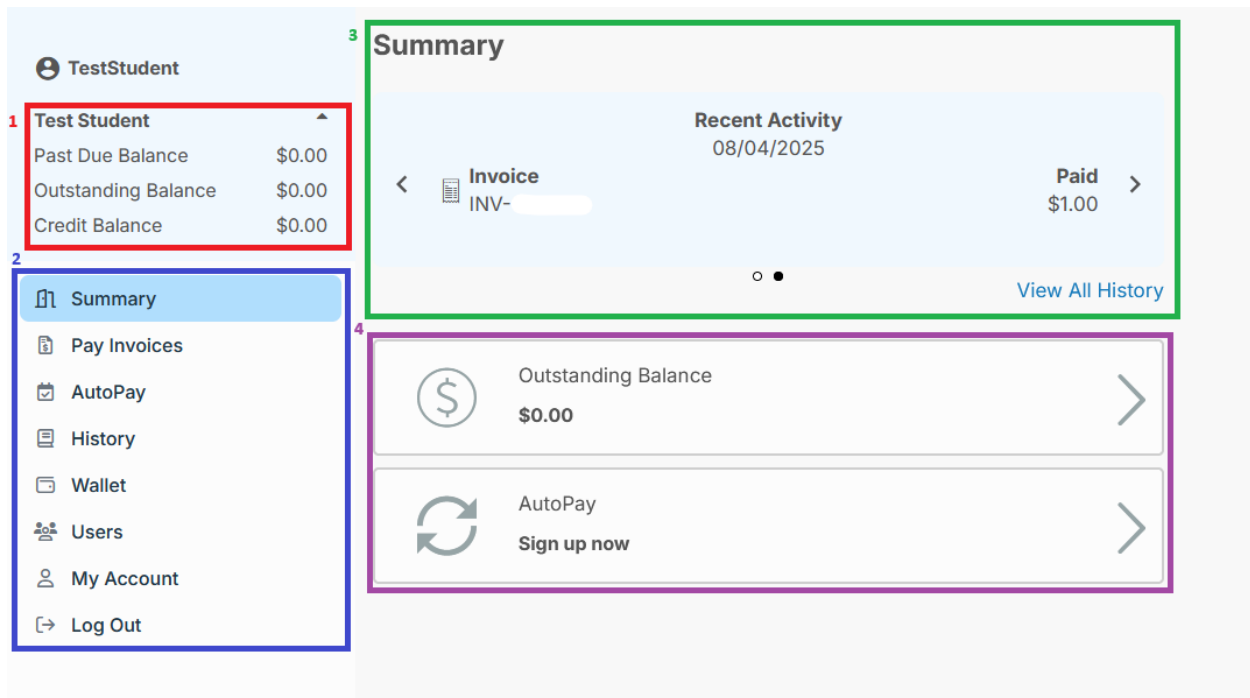 TestStudent
1
Test Student
Past Due Balance $0.00
Outstanding Balance $0.00
Credit Balance $0.00
2
Summary
Pay Invoices
AutoPay
History
Wallet
Users
My Account
Log Out
3
Summary
Recent Activity
08/04/2025
Invoice Paid
INV- $1.00
View All History
4
Outstanding Balance
$0.00
AutoPay
Sign up now